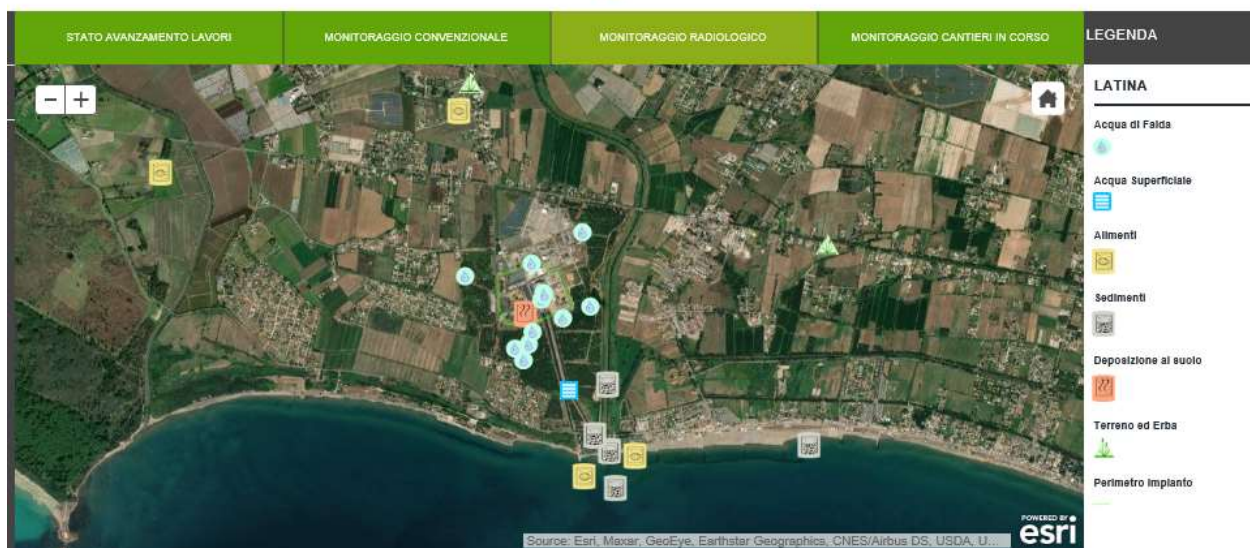 STATO AVANZAMENTO LAVORI
MONITORAGGIO CONVENZIONALE
MONITORAGGIO RADIOLOGICO
MONITORAGGIO CANTIERI IN CORSO
LEGENDA
− +
LATINA
Acqua di Falda
Acqua Superficiale
Alimenti
Sedimenti
Deposizione al suolo
Terreno ed Erba
Perimetro Impianto
POWERED BY
esri
Source: Esri, Maxar, GeoEye, Earthstar Geographics, CNES/Airbus DS, USDA, U...